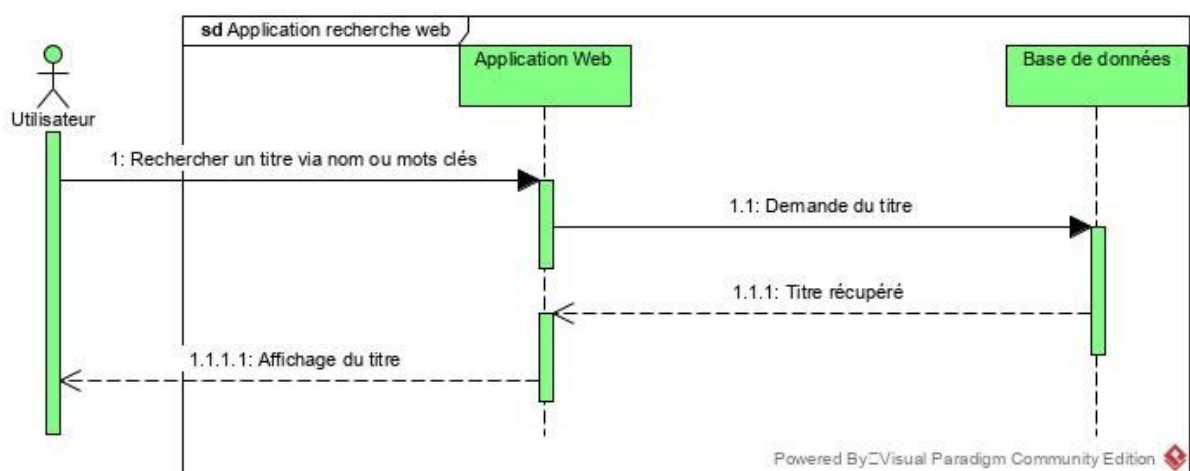 sd Application recherche web
Application Web
Base de données
Utilisateur
1: Rechercher un titre via nom ou mots clés
1.1: Demande du titre
1.1.1: Titre récupéré
1.1.1.1: Affichage du titre
Powered By Visual Paradigm Community Edition